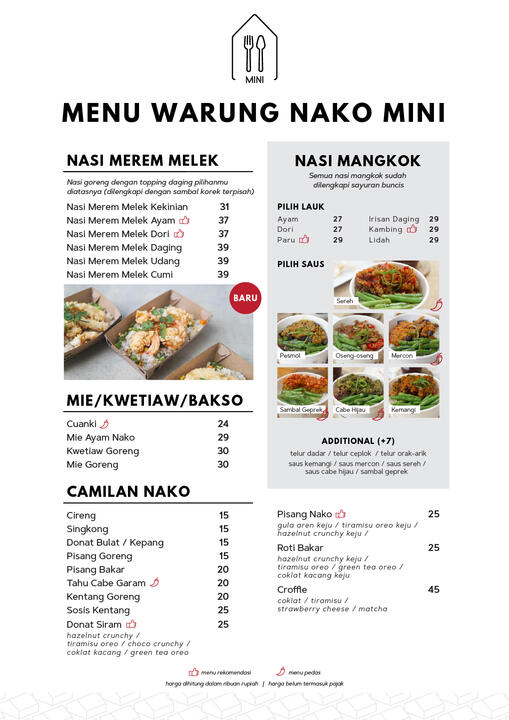 MINI
MENU WARUNG NAKO MINI
NASI MEREM MELEK
Nasi goreng dengan topping daging pilihanmu
diatasnya (dilengkapi dengan sambal korek terpisah)
Nasi Merem Melek Kekinian 31
Nasi Merem Melek Ayam 37
Nasi Merem Melek Dori 37
Nasi Merem Melek Daging 39
Nasi Merem Melek Udang 39
Nasi Merem Melek Cumi 39
BARU
MIE/KWETIAW/BAKSO
Cuanki 24
Mie Ayam Nako 29
Kwetiaw Goreng 30
Mie Goreng 30
CAMILAN NAKO
Cireng 15
Singkong 15
Donat Bulat / Kepang 15
Pisang Goreng 15
Pisang Bakar 20
Tahu Cabe Garam 20
Kentang Goreng 20
Sosis Kentang 25
Donat Siram 25
hazelnut crunchy /
tiramisu oreo / choco crunchy /
coklat kacang / green tea oreo
NASI MANGKOK
Semua nasi mangkok sudah
dilengkapi sayuran buncis
PILIH LAUK
Ayam 27 Irisan Daging 29
Dori 27 Kambing 29
Paru 29 Lidah 29
PILIH SAUS
Sereh
Pesmol Oseng-oseng Mercon
Sambal Geprek Cabe Hijau Kemangi
ADDITIONAL (+7)
telur dadar / telur ceplok / telur orak-arik
saus kemangi / saus mercon / saus sereh /
saus cabe hijau / sambal geprek
Pisang Nako 25
gula aren keju / tiramisu oreo keju /
hazelnut crunchy keju /
Roti Bakar 25
hazelnut crunchy keju /
tiramisu oreo / green tea oreo /
coklat kacang keju
Croffle 45
coklat / tiramisu /
strawberry cheese / matcha
menu rekomendasi menu pedas
harga dihitung dalam ribuan rupiah | harga belum termasuk pajak